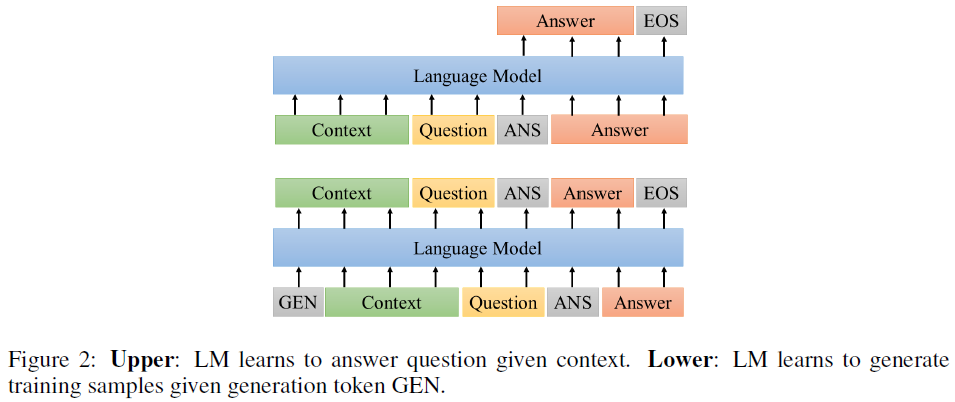 Answer EOS
Language Model
Context Question ANS Answer
Context Question ANS Answer EOS
Language Model
GEN Context Question ANS Answer
Figure 2: Upper: LM learns to answer question given context. Lower: LM learns to generate
training samples given generation token GEN.